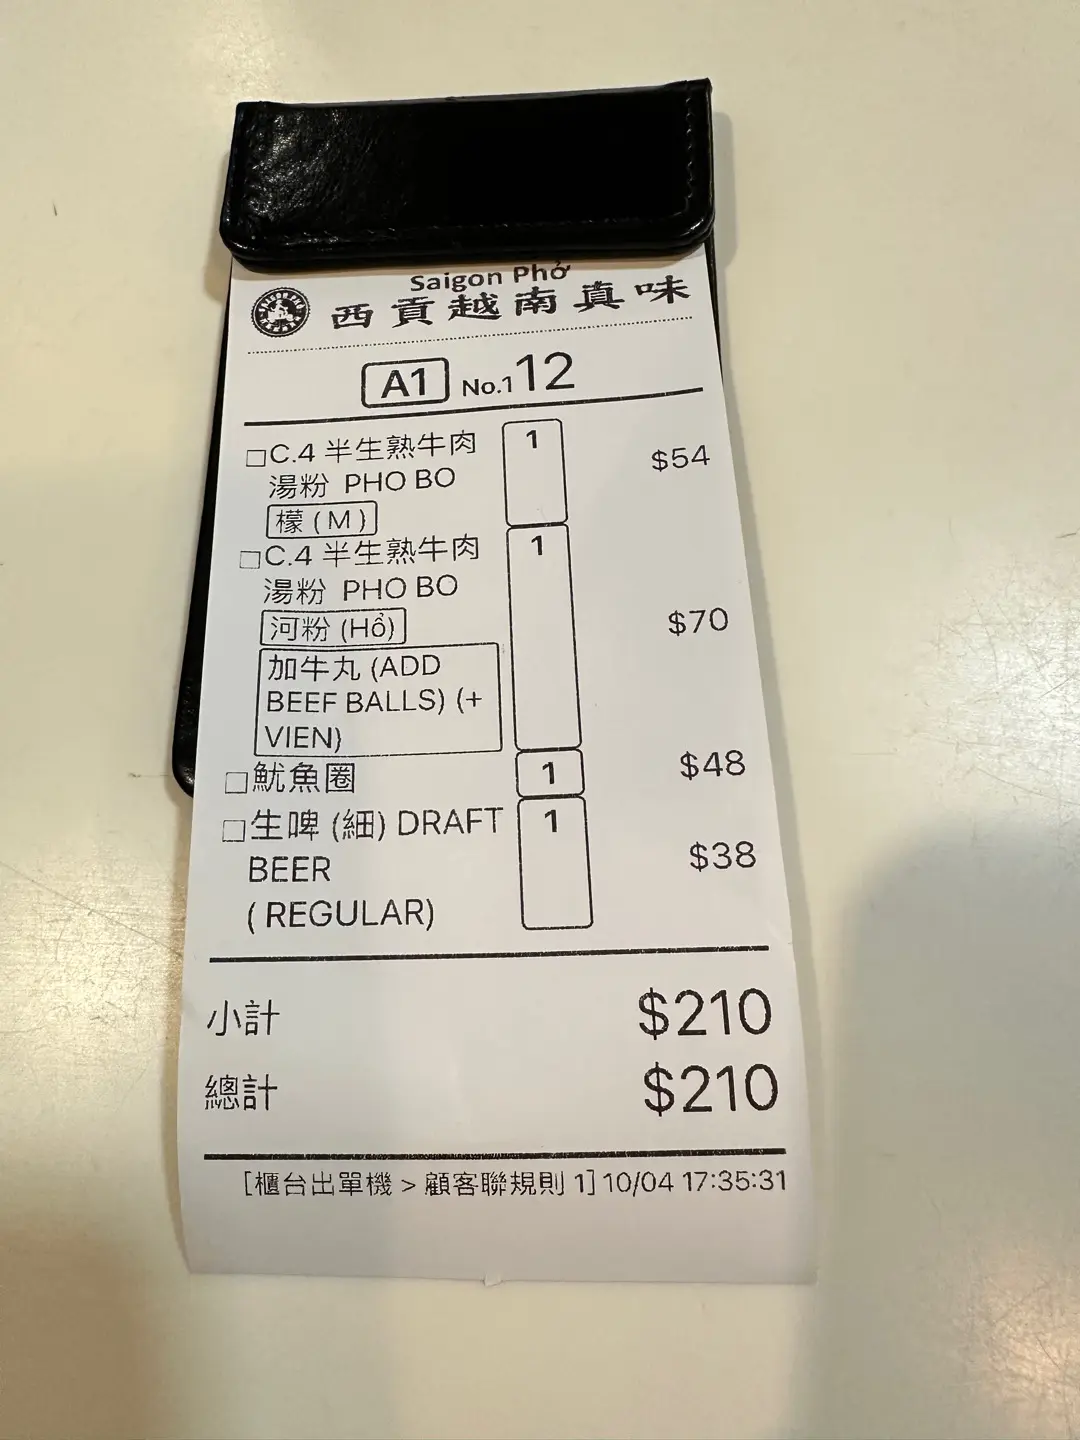 Saigon Phở
西貢越南真味
A1 No.1 12
□C.4 半生熟牛肉 1 $54
湯粉 PHO BO
檬 (M)
□C.4 半生熟牛肉 1
湯粉 PHO BO
河粉 (Hồ) $70
加牛丸 (ADD
BEEF BALLS) (+
VIEN)
□魷魚圈 1 $48
□生啤 (細) DRAFT 1
BEER $38
( REGULAR)
小計 $210
總計 $210
[櫃台出單機 > 顧客聯規則 1] 10/04 17:35:31